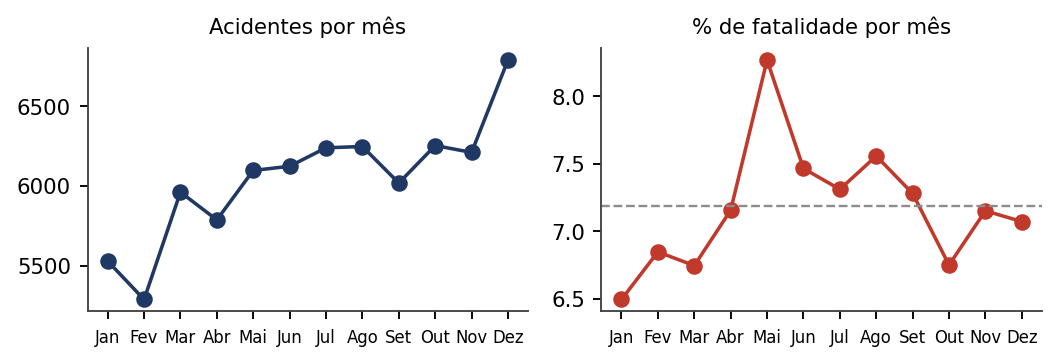 Acidentes por mês
6500
6000
5500
Jan Fev Mar Abr Mai Jun Jul Ago Set Out Nov Dez
% de fatalidade por mês
8.0
7.5
7.0
6.5
Jan Fev Mar Abr Mai Jun Jul Ago Set Out Nov Dez